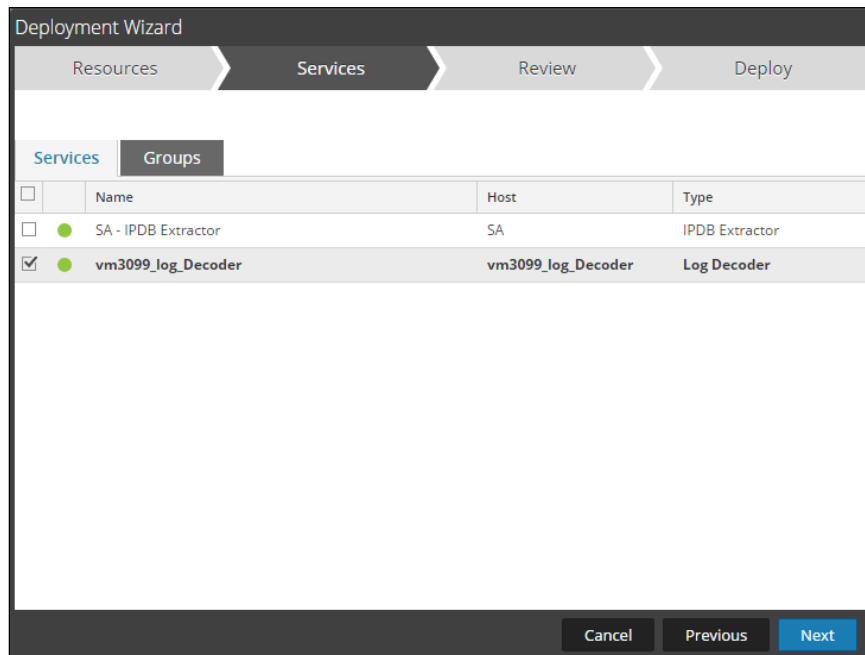 Deployment Wizard
Resources Services Review Deploy
Services Groups
Name Host Type
SA - IPDB Extractor SA IPDB Extractor
vm3099_log_Decoder vm3099_log_Decoder Log Decoder
Cancel Previous Next